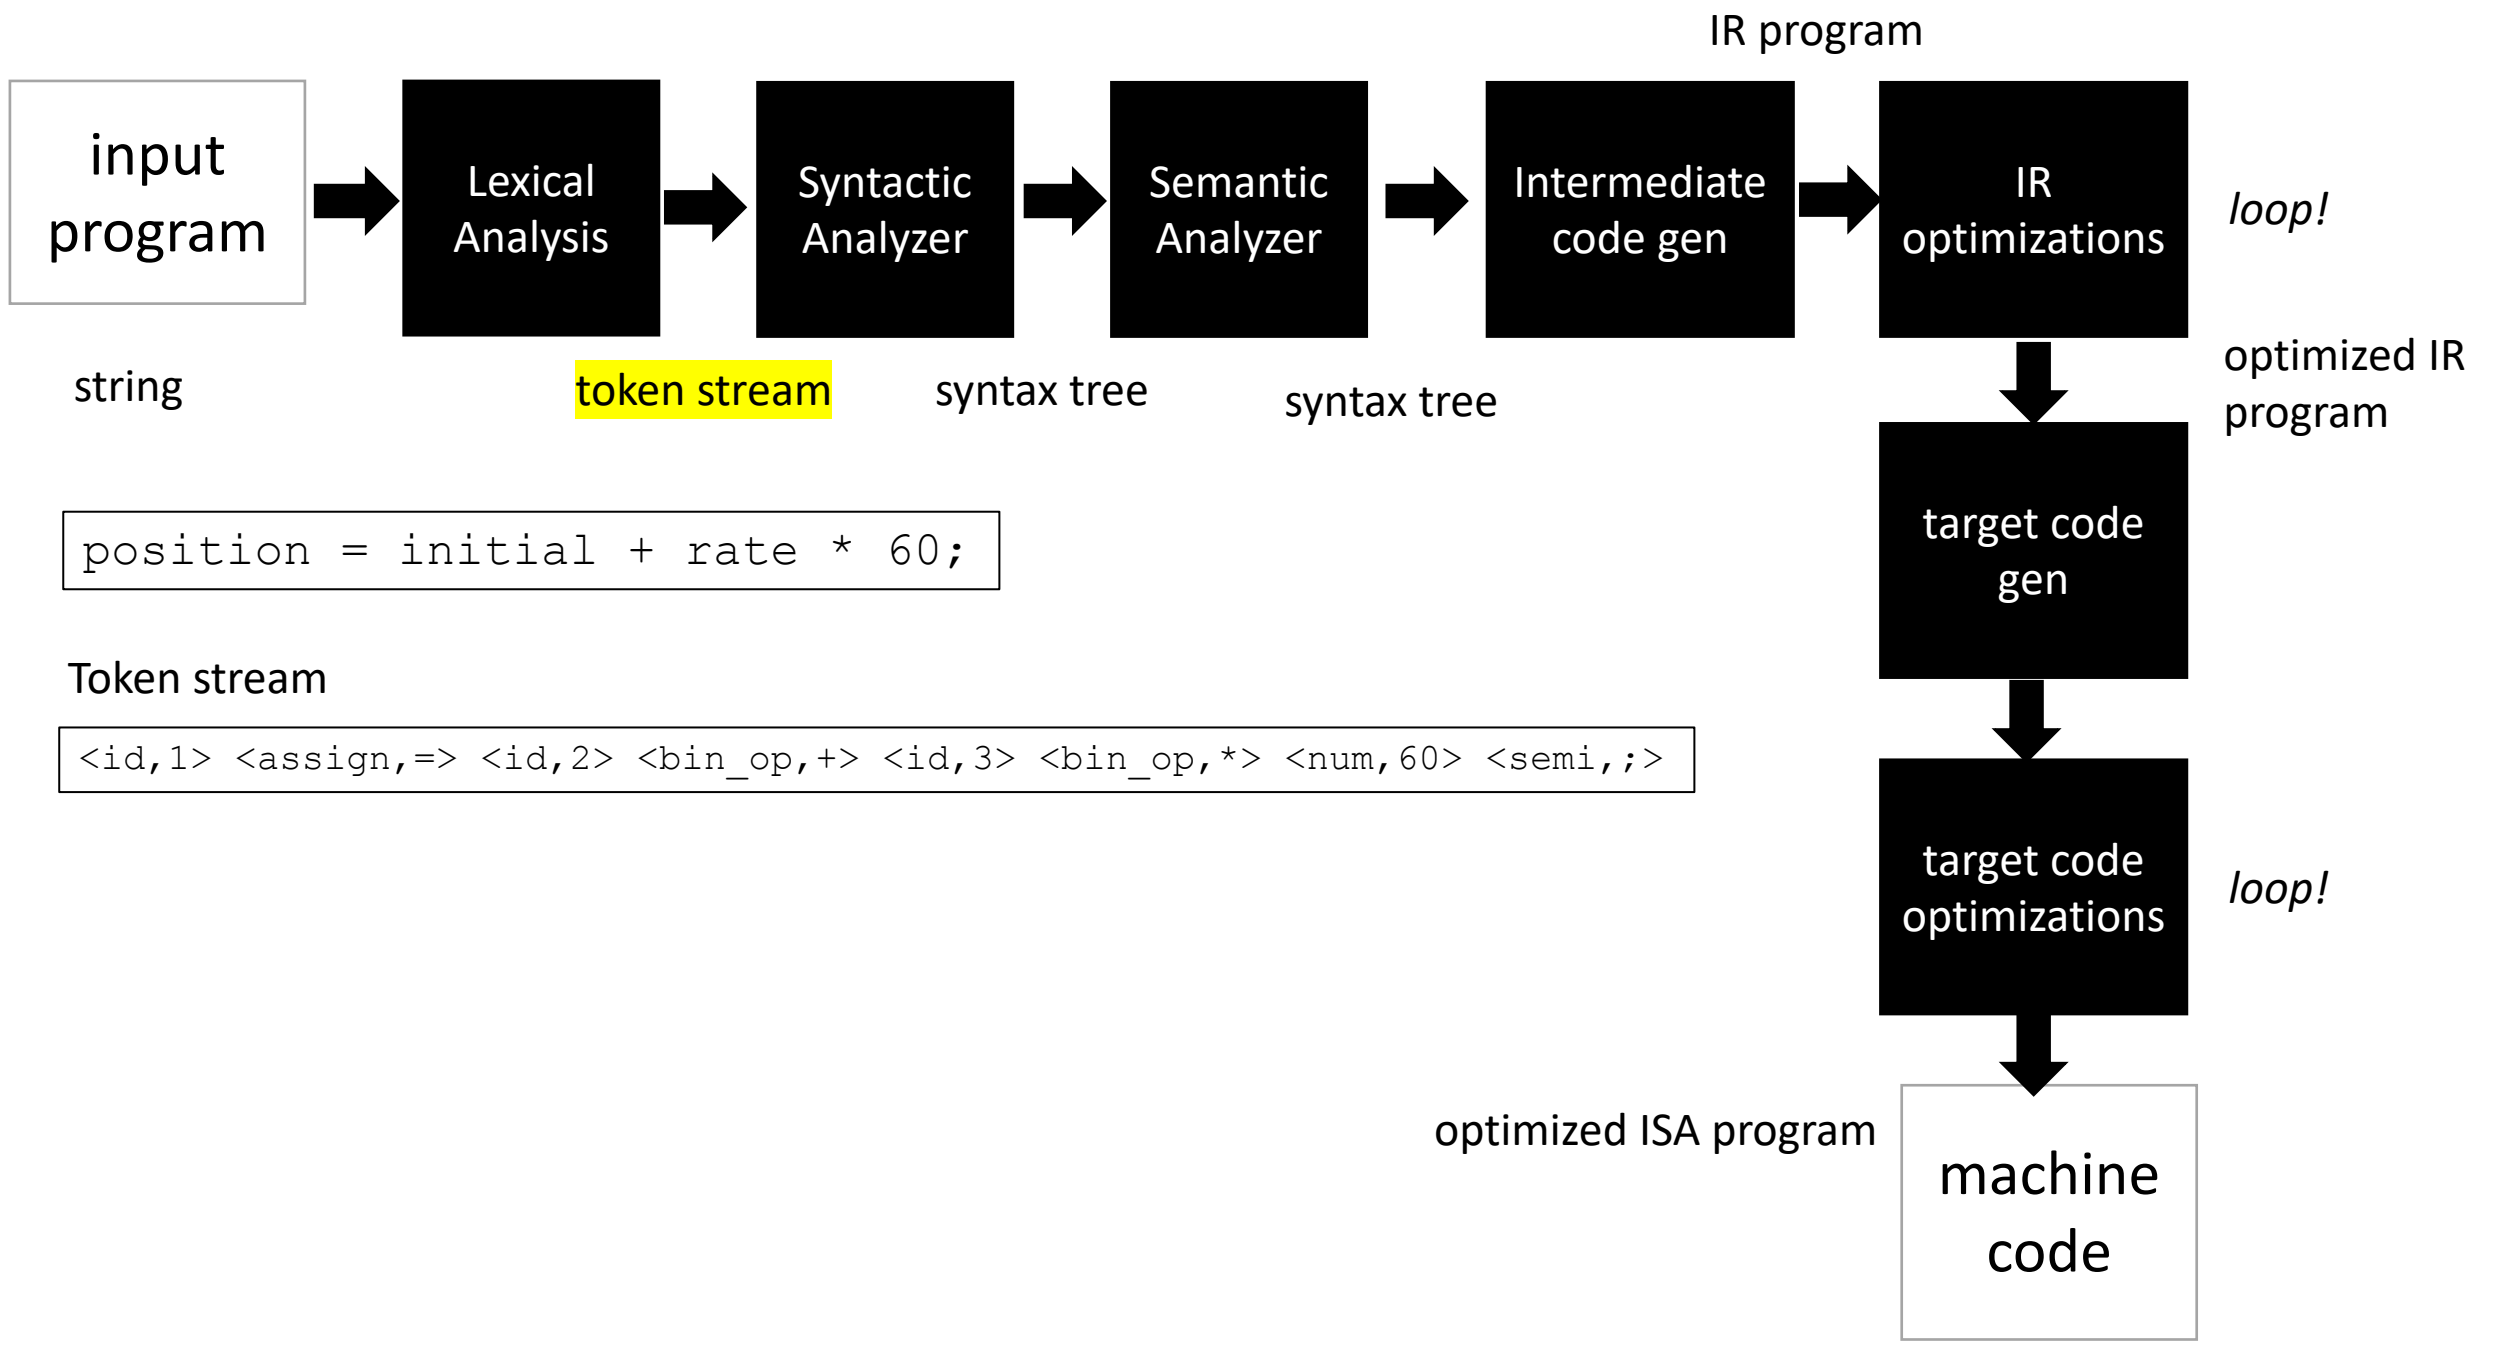 IR program
input
program
Lexical
Analysis
Syntactic
Analyzer
Semantic
Analyzer
Intermediate
code gen
IR
optimizations
loop!
string
token stream
syntax tree
syntax tree
optimized IR
program
position = initial + rate * 60;
target code
gen
Token stream
<id,1> <assign,=> <id,2> <bin_op,+> <id,3> <bin_op,*> <num,60> <semi,;>
target code
optimizations
loop!
optimized ISA program
machine
code